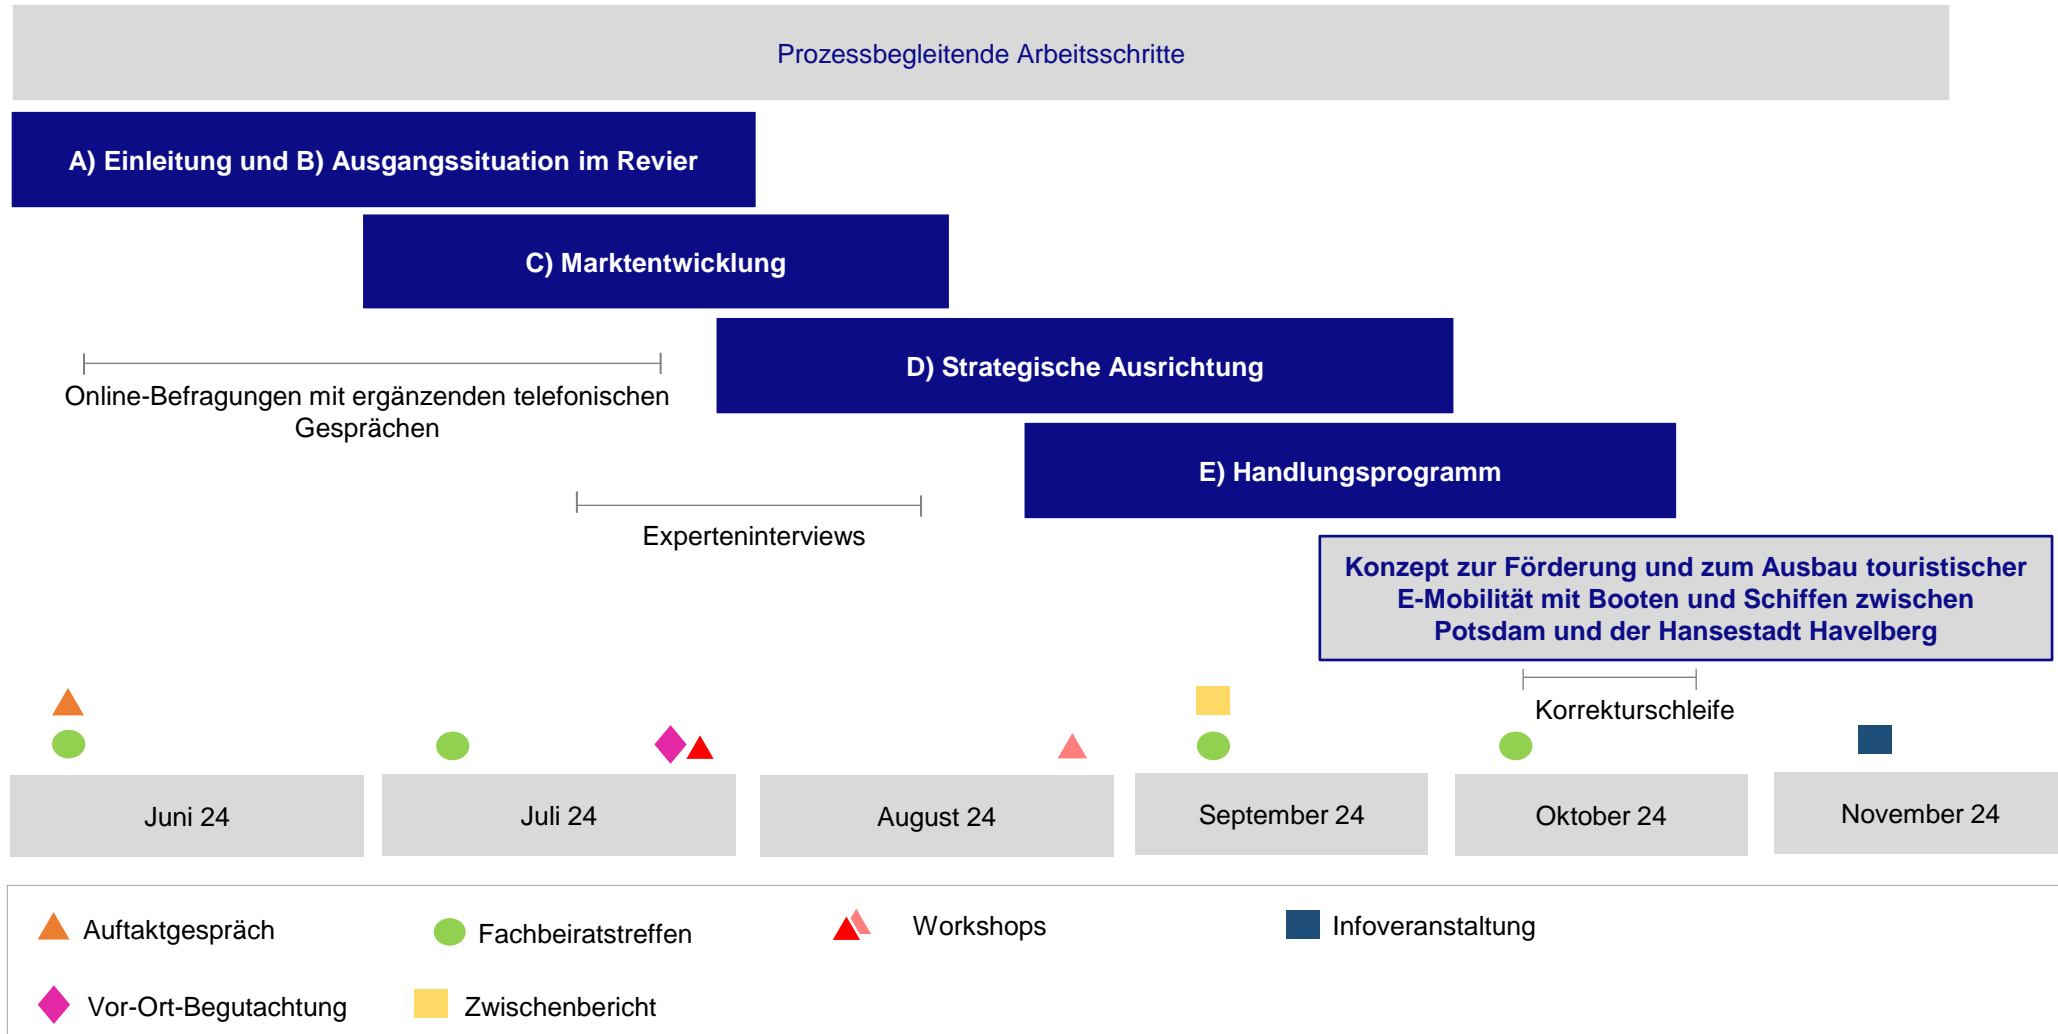 Prozessbegleitende Arbeitsschritte
A) Einleitung und B) Ausgangssituation im Revier
C) Marktentwicklung
D) Strategische Ausrichtung
Online-Befragungen mit ergänzenden telefonischen
Gesprächen
E) Handlungsprogramm
Experteninterviews
Konzept zur Förderung und zum Ausbau touristischer
E-Mobilität mit Booten und Schiffen zwischen
Potsdam und der Hansestadt Havelberg
Korrekturschleife
Juni 24
Juli 24
August 24
September 24
Oktober 24
November 24
Auftaktgespräch
Fachbeiratstreffen
Workshops
Infoveranstaltung
Vor-Ort-Begutachtung
Zwischenbericht